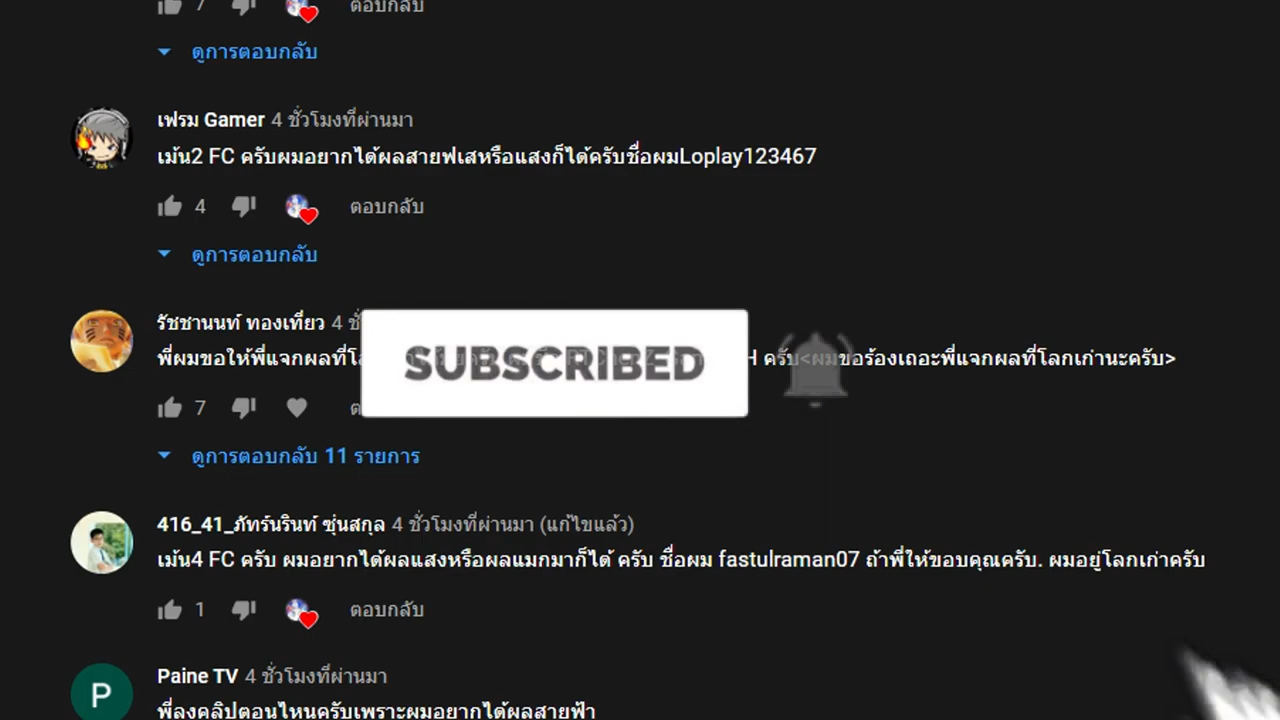 7 ตอบกลับ
ดูการตอบกลับ
เฟรม Gamer 4 ชั่วโมงที่ผ่านมา
เม้น2 FC ครับผมอยากได้ผลสายฟเสหรือแสงก็ได้ครับชื่อผมLoplay123467
4 ตอบกลับ
ดูการตอบกลับ
รัชชานนท์ ทองเที่ยว 4
พี่ผมขอให้พี่แจกผลที่ ครับ<ผมขอร้องเถอะพี่แจกผลที่โลกเก่านะครับ>
SUBSCRIBED
7
ดูการตอบกลับ 11 รายการ
416_41_ภัทร์นรินท์ ซุ่นสกุล 4 ชั่วโมงที่ผ่านมา (แก้ไขแล้ว)
เม้น4 FC ครับ ผมอยากได้ผลแสงหรือผลแมกมาก็ได้ ครับ ชื่อผม fastulraman07 ถ้าพี่ให้ขอบคุณครับ. ผมอยู่โลกเก่าครับ
1 ตอบกลับ
P
Paine TV 4 ชั่วโมงที่ผ่านมา
พี่ลงคลิปตอนไหนครับเพราะผมอยากได้ผลสายฟ้า